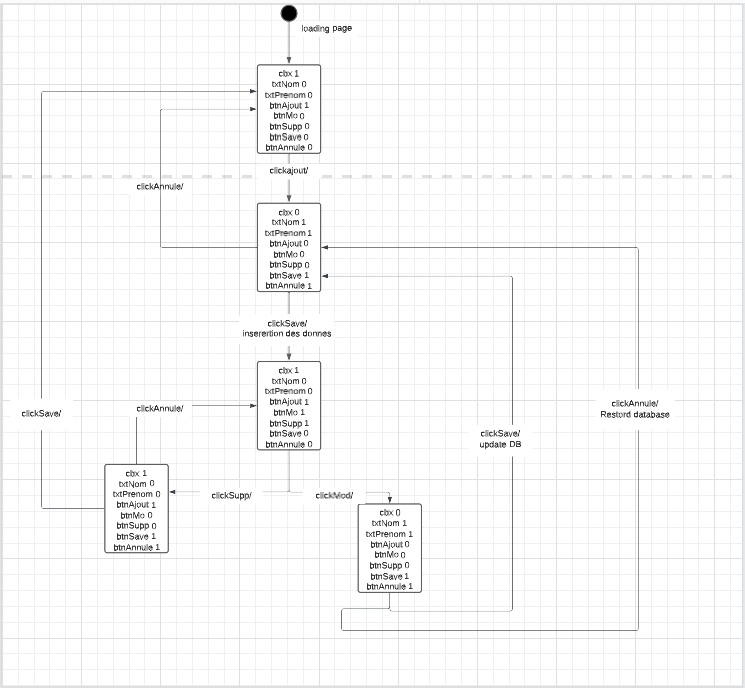 loading page
cbx 1
txtNom 0
txtPrenom 0
btnAjout 1
btnMo 0
btnSupp 0
btnSave 0
btnAnnule 0
clickajout/
clickAnnule/
cbx 0
txtNom 1
txtPrenom 1
btnAjout 0
btnMo 0
btnSupp 0
btnSave 1
btnAnnule 1
clickSave/
inserertion des donnes
cbx 1
txtNom 0
txtPrenom 0
btnAjout 1
btnMo 1
btnSupp 1
btnSave 0
btnAnnule 0
clickSave/
clickAnnule/
clickAnnule/
Restord database
clickSave/
update DB
cbx 1
txtNom 0
txtPrenom 0
btnAjout 1
btnMo 0
btnSupp 0
btnSave 1
btnAnnule 1
clickSupp/
clickMod/
cbx 0
txtNom 1
txtPrenom 1
btnAjout 0
btnMo 0
btnSupp 0
btnSave 1
btnAnnule 1